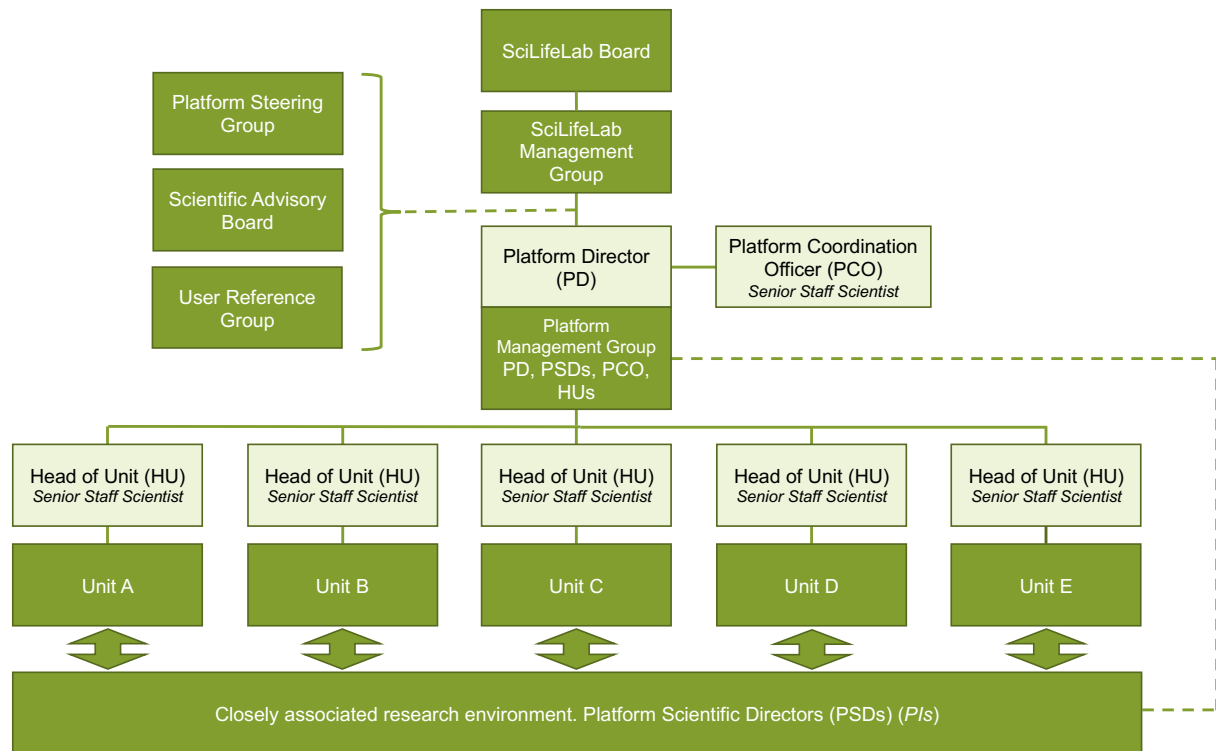 SciLifeLab Board
Platform Steering
Group
SciLifeLab
Management
Group
Scientific Advisory
Board
User Reference
Group
Platform Director
(PD)
Platform Coordination
Officer (PCO)
Senior Staff Scientist
Platform
Management Group
PD, PSDs, PCO,
HUs
Head of Unit (HU)
Senior Staff Scientist
Head of Unit (HU)
Senior Staff Scientist
Head of Unit (HU)
Senior Staff Scientist
Head of Unit (HU)
Senior Staff Scientist
Head of Unit (HU)
Senior Staff Scientist
Unit A
Unit B
Unit C
Unit D
Unit E
Closely associated research environment. Platform Scientific Directors (PSDs) (PIs)